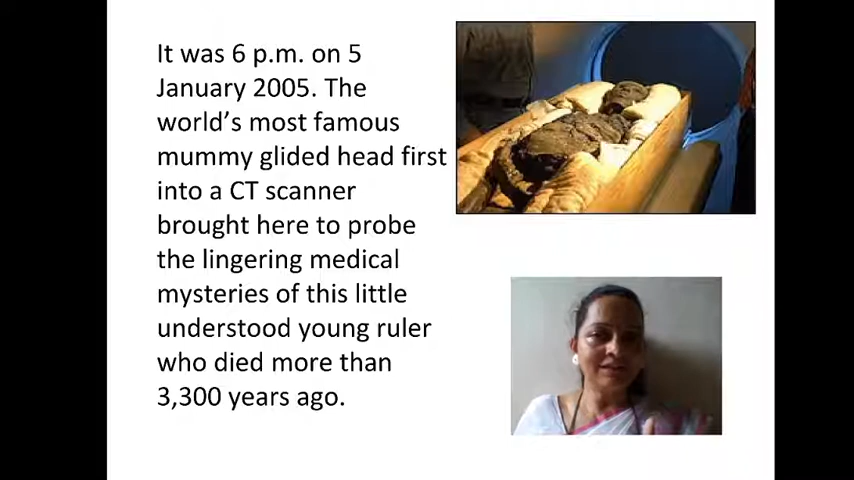 It was 6 p.m. on 5
January 2005. The
world’s most famous
mummy glided head first
into a CT scanner
brought here to probe
the lingering medical
mysteries of this little
understood young ruler
who died more than
3,300 years ago.